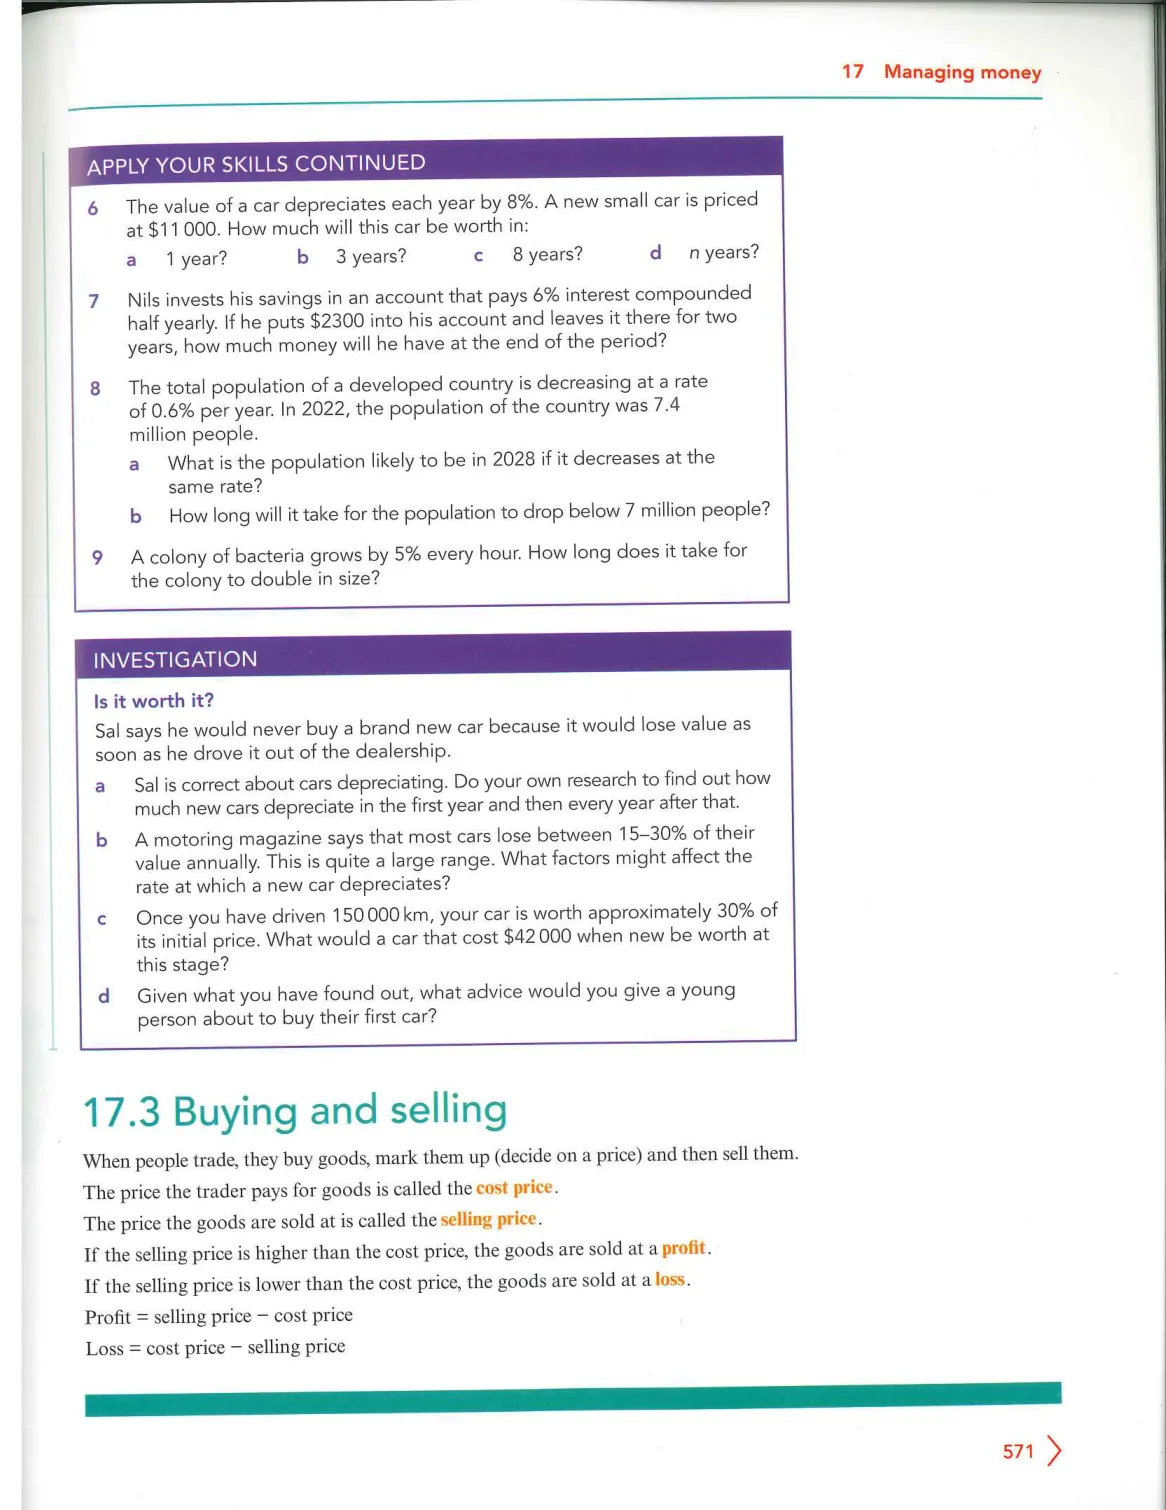 17 Managing money
APPLY YOUR SKILLS CONTINUED
6 The value of a car depreciates each year by 8%. A new small car is priced
at $11 000. How much will this car be worth in:
a 1 year? b 3 years? c 8 years? d n years?
7 Nils invests his savings in an account that pays 6% interest compounded
half yearly. If he puts $2300 into his account and leaves it there for two
years, how much money will he have at the end of the period?
8 The total population of a developed country is decreasing at a rate
of 0.6% per year. In 2022, the population of the country was 7.4
million people.
a What is the population likely to be in 2028 if it decreases at the
same rate?
b How long will it take for the population to drop below 7 million people?
9 A colony of bacteria grows by 5% every hour. How long does it take for
the colony to double in size?
INVESTIGATION
Is it worth it?
Sal says he would never buy a brand new car because it would lose value as
soon as he drove it out of the dealership.
a Sal is correct about cars depreciating. Do your own research to find out how
much new cars depreciate in the first year and then every year after that.
b A motoring magazine says that most cars lose between 15–30% of their
value annually. This is quite a large range. What factors might affect the
rate at which a new car depreciates?
c Once you have driven 150 000 km, your car is worth approximately 30% of
its initial price. What would a car that cost $42 000 when new be worth at
this stage?
d Given what you have found out, what advice would you give a young
person about to buy their first car?
17.3 Buying and selling
When people trade, they buy goods, mark them up (decide on a price) and then sell them.
The price the trader pays for goods is called the cost price.
The price the goods are sold at is called the selling price.
If the selling price is higher than the cost price, the goods are sold at a profit.
If the selling price is lower than the cost price, the goods are sold at a loss.
Profit = selling price − cost price
Loss = cost price − selling price
571 〉